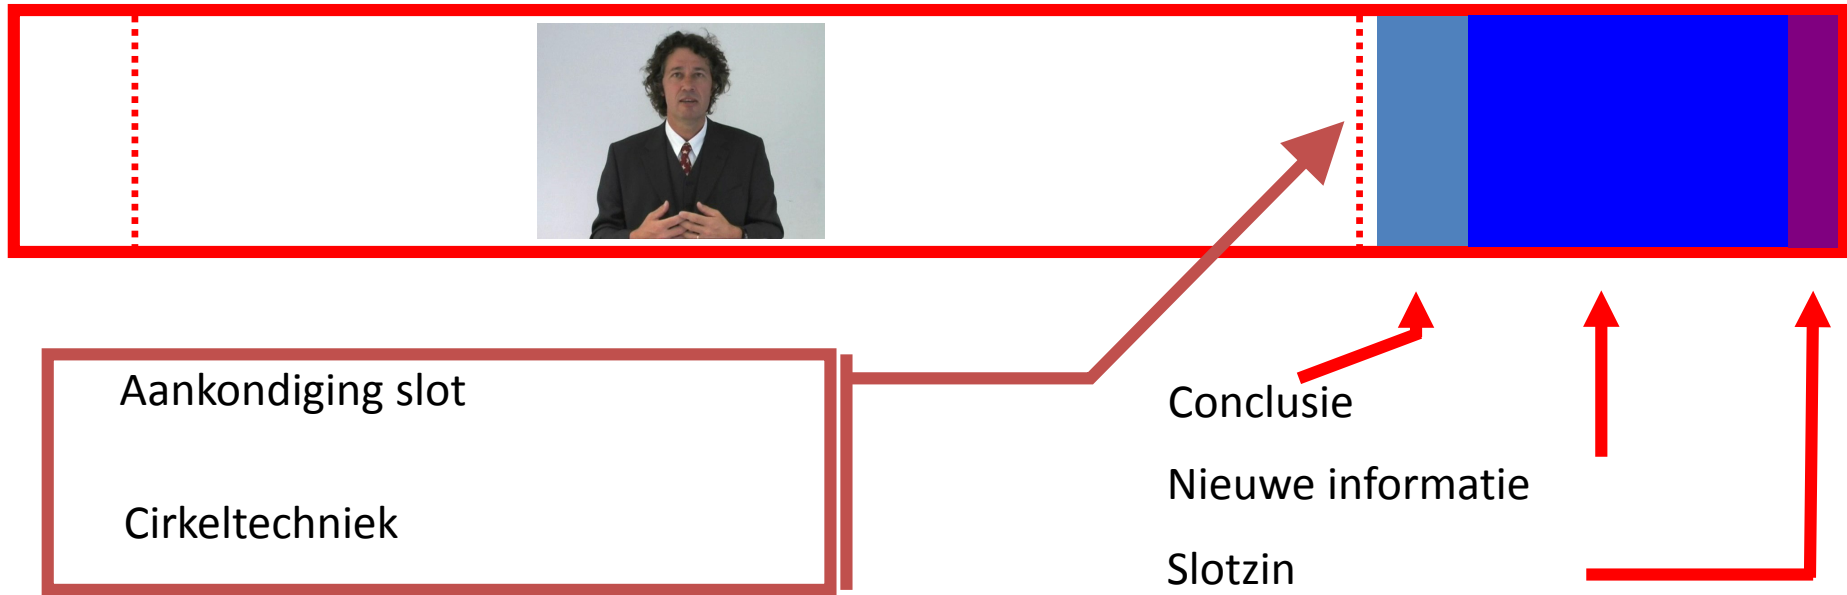 Aankondiging slot
Cirkeltechniek
Conclusie
Nieuwe informatie
Slotzin